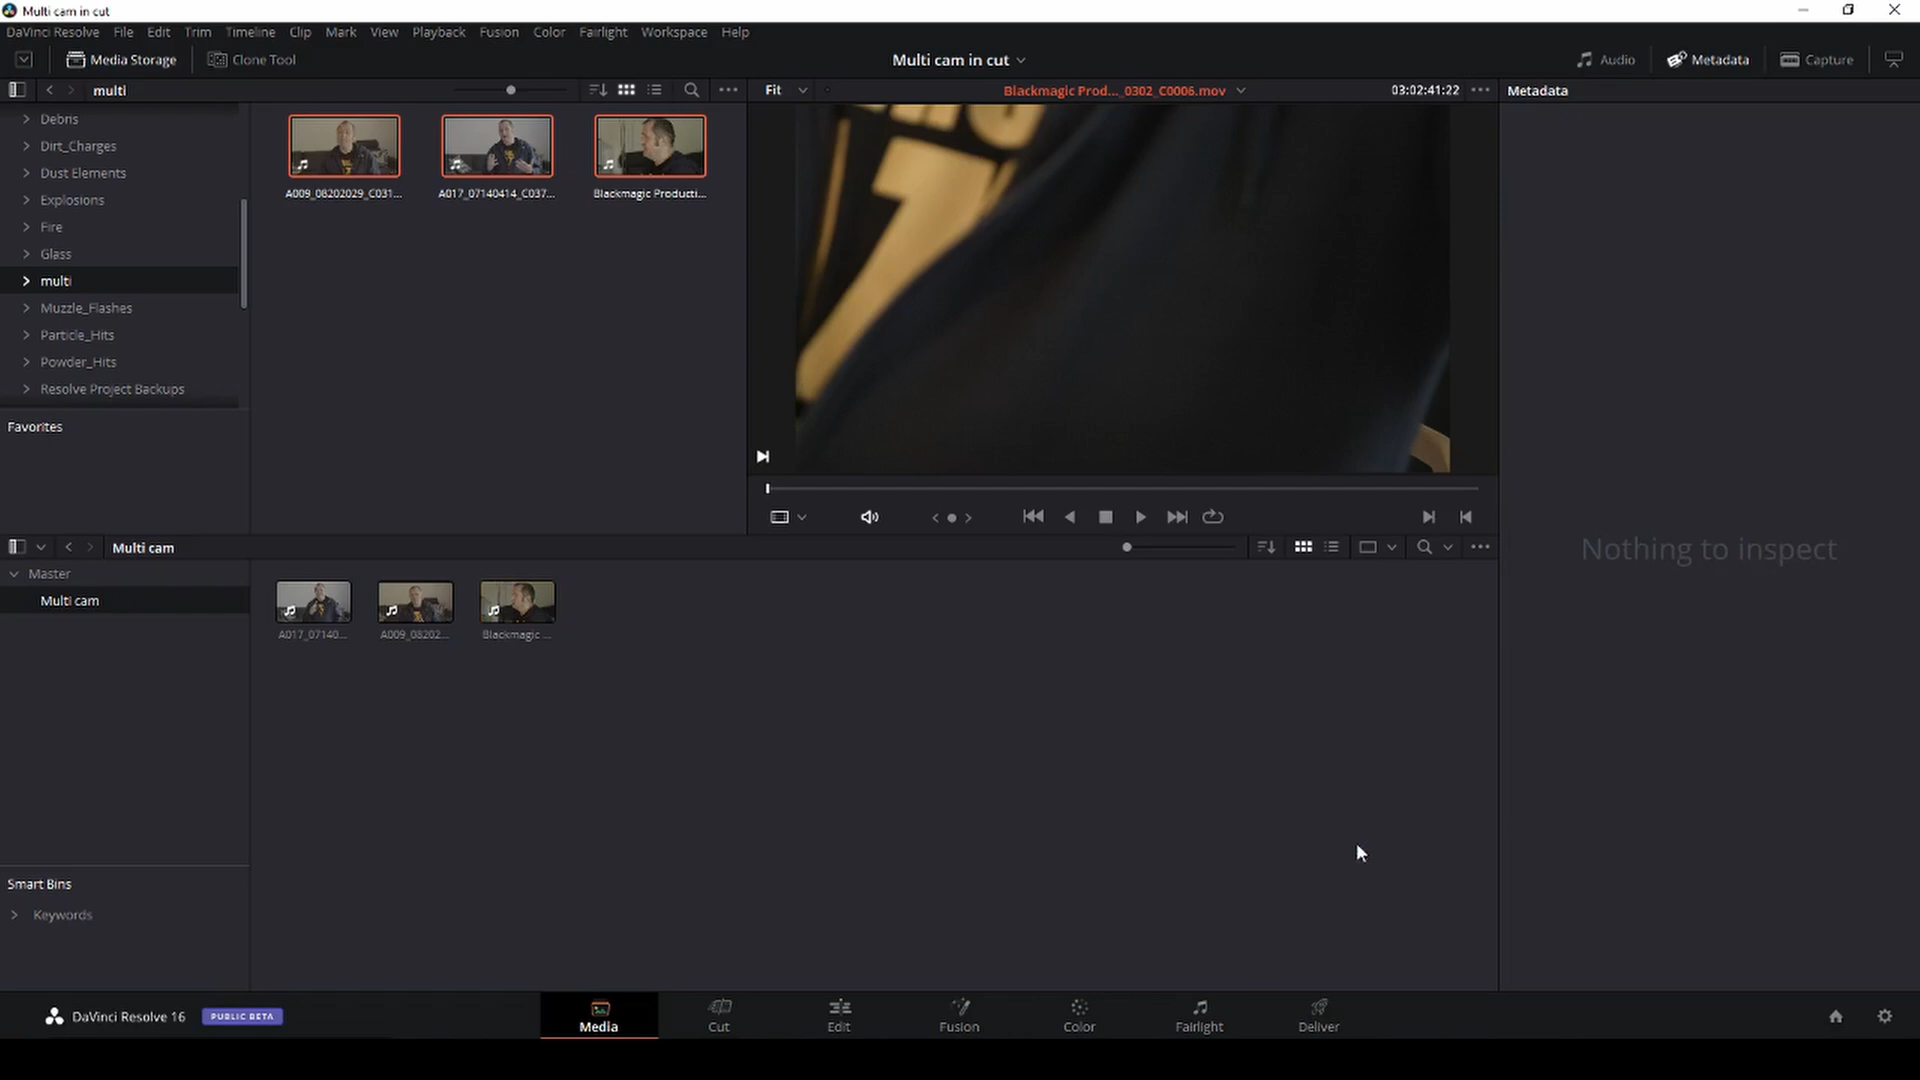 Multi cam in cut
DaVinci Resolve File Edit Trim Timeline Clip Mark View Playback Fusion Color Fairlight Workspace Help
Media Storage Clone Tool Multi cam in cut Audio Metadata Capture
multi Fit Blackmagic Prod..._0302_C0006.mov 03:02:41:22 Metadata
Debris
Dirt_Charges
Dust Elements
Explosions
Fire
Glass
multi
Muzzle_Flashes
Particle_Hits
Powder_Hits
Resolve Project Backups
A009_08202029_C031... A017_07140414_C037... Blackmagic Producti...
Favorites
Multi cam
Master
Multi cam
A017_07140... A009_08202... Blackmagic ...
Nothing to inspect
Smart Bins
Keywords
DaVinci Resolve 16 PUBLIC BETA
Media Cut Edit Fusion Color Fairlight Deliver